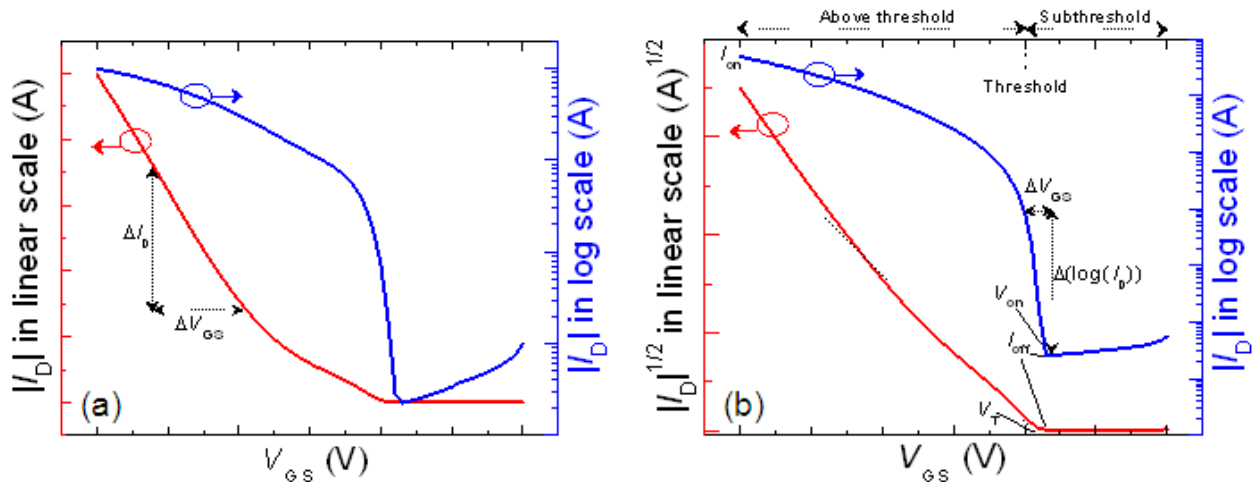 |I_D| in linear scale (A)
ΔI_D
ΔV_GS
(a)
V_GS (V)
|I_D| in log scale (A)
Above threshold
Subthreshold
|I_D|^1/2 in linear scale (A)^1/2
I_on
Threshold
ΔV_GS
Δ(log(I_D))
V_on
I_off
V_T
(b)
V_GS (V)
|I_D| in log scale (A)